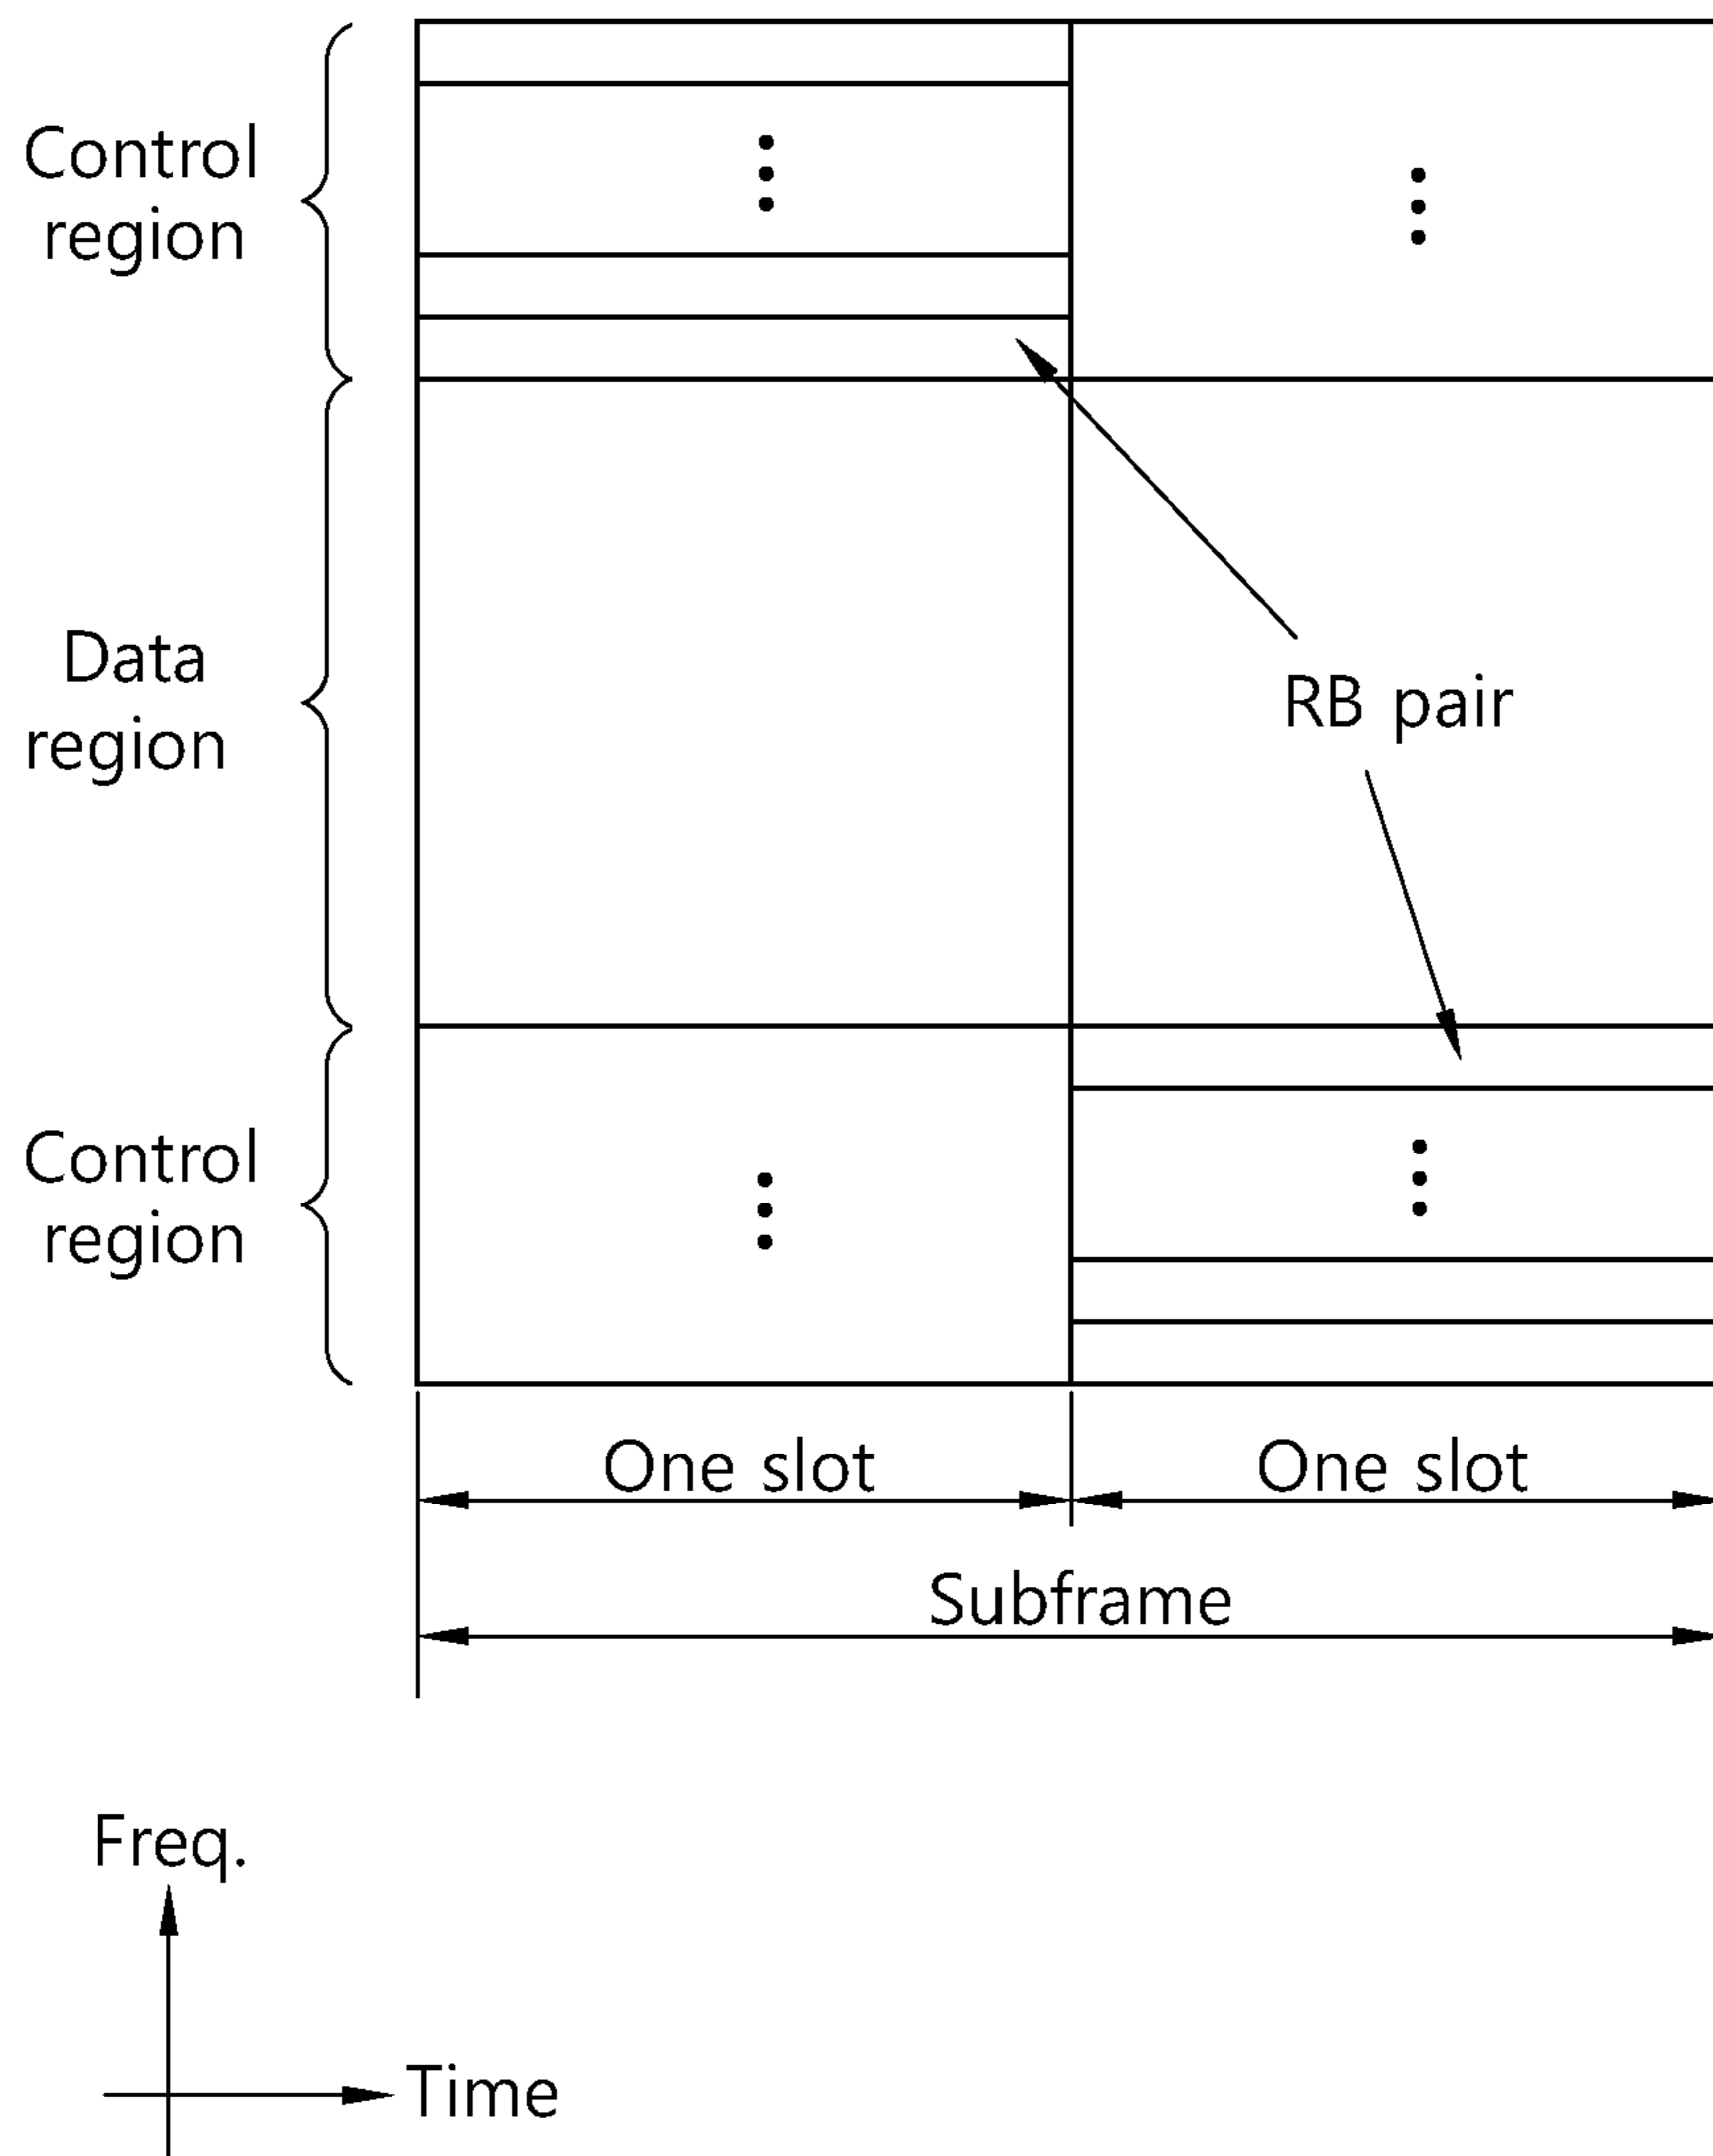 Control
region
Data
region
RB pair
Control
region
One slot
One slot
Subframe
Freq.
Time